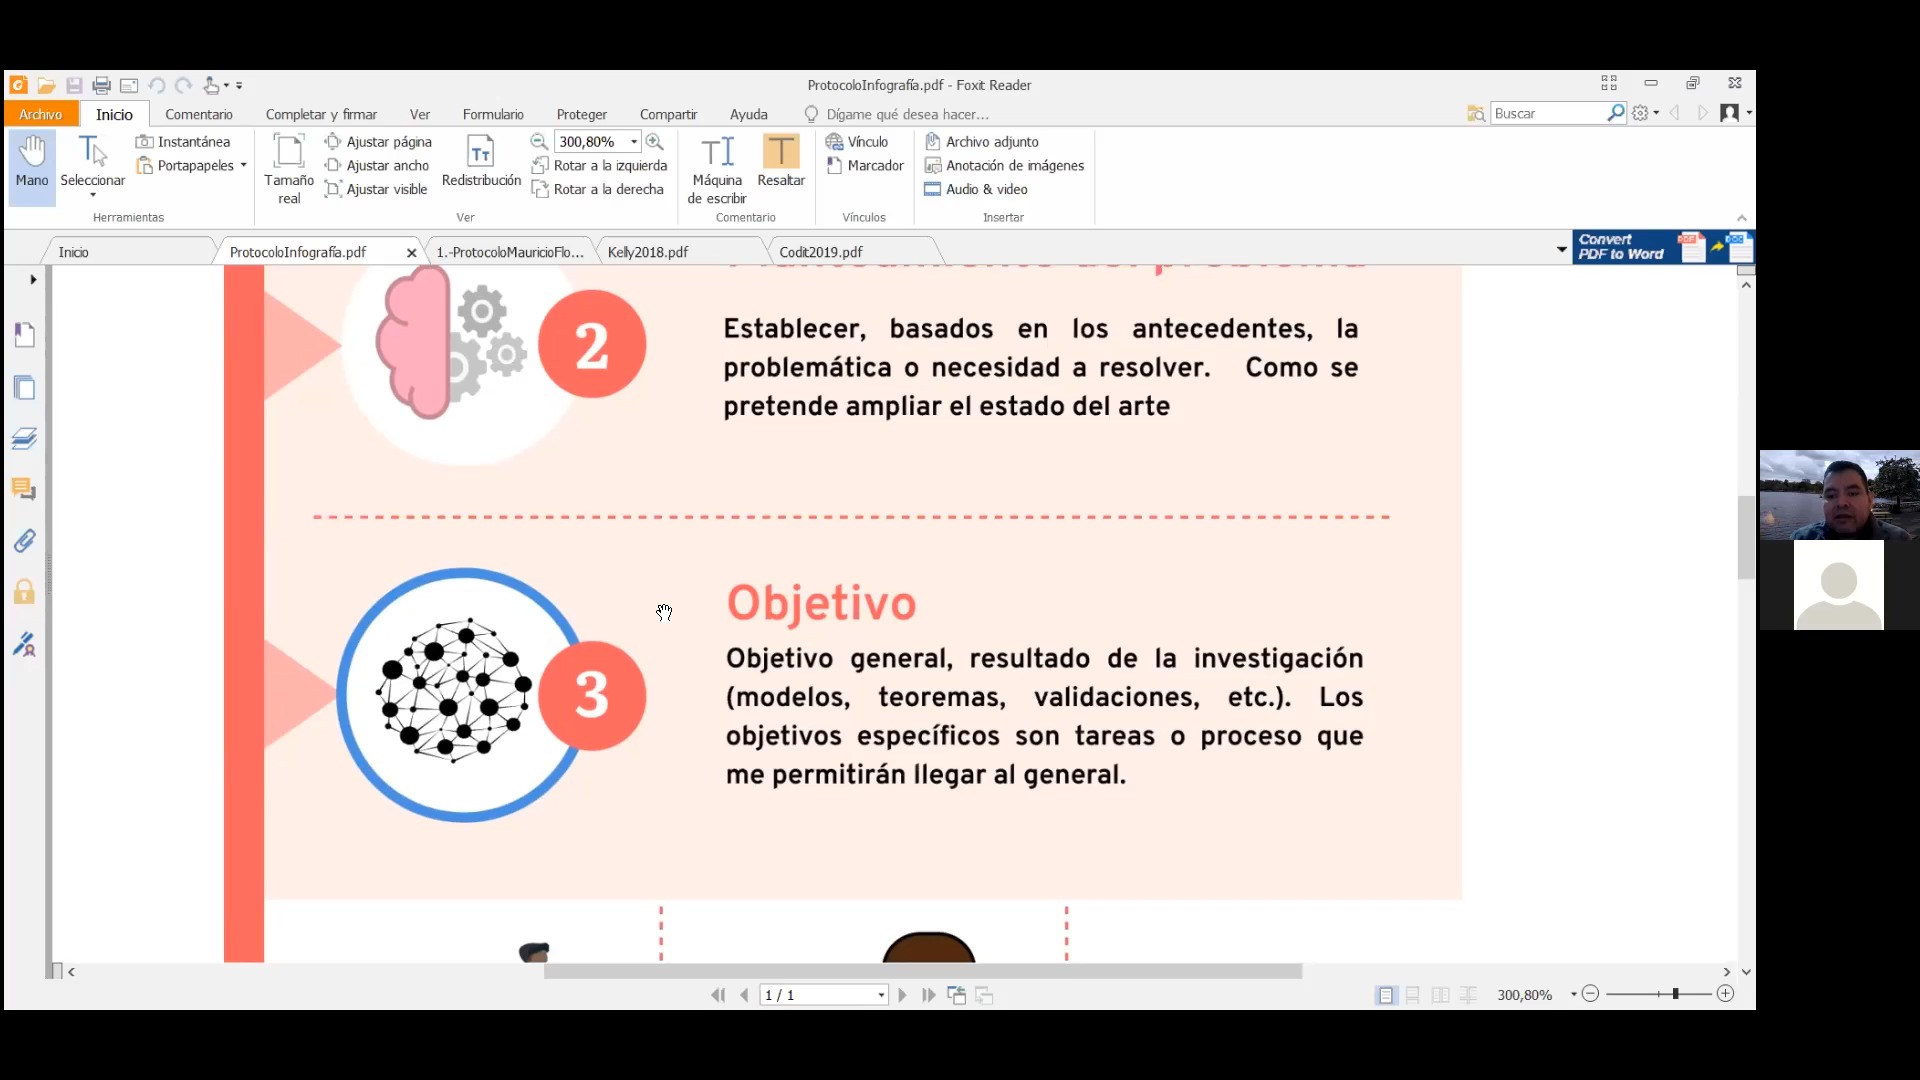 ProtocoloInfografía.pdf - Foxit Reader
Archivo Inicio Comentario Completar y firmar Ver Formulario Proteger Compartir Ayuda Dígame qué desea hacer... Buscar
Instantánea Ajustar página 300,80% Vínculo Archivo adjunto
Portapapeles Ajustar ancho Rotar a la izquierda Marcador Anotación de imágenes
Mano Seleccionar Tamaño real Ajustar visible Redistribución Rotar a la derecha Máquina de escribir Resaltar Audio & video
Herramientas Ver Comentario Vínculos Insertar
Inicio ProtocoloInfografía.pdf 1.-ProtocoloMauricioFlo... Kelly2018.pdf Codit2019.pdf
Convert
PDF to Word
Planteamiento del problema
2
Establecer, basados en los antecedentes, la
problemática o necesidad a resolver. Como se
pretende ampliar el estado del arte
3
Objetivo
Objetivo general, resultado de la investigación
(modelos, teoremas, validaciones, etc.). Los
objetivos específicos son tareas o proceso que
me permitirán llegar al general.
1 / 1
300,80%